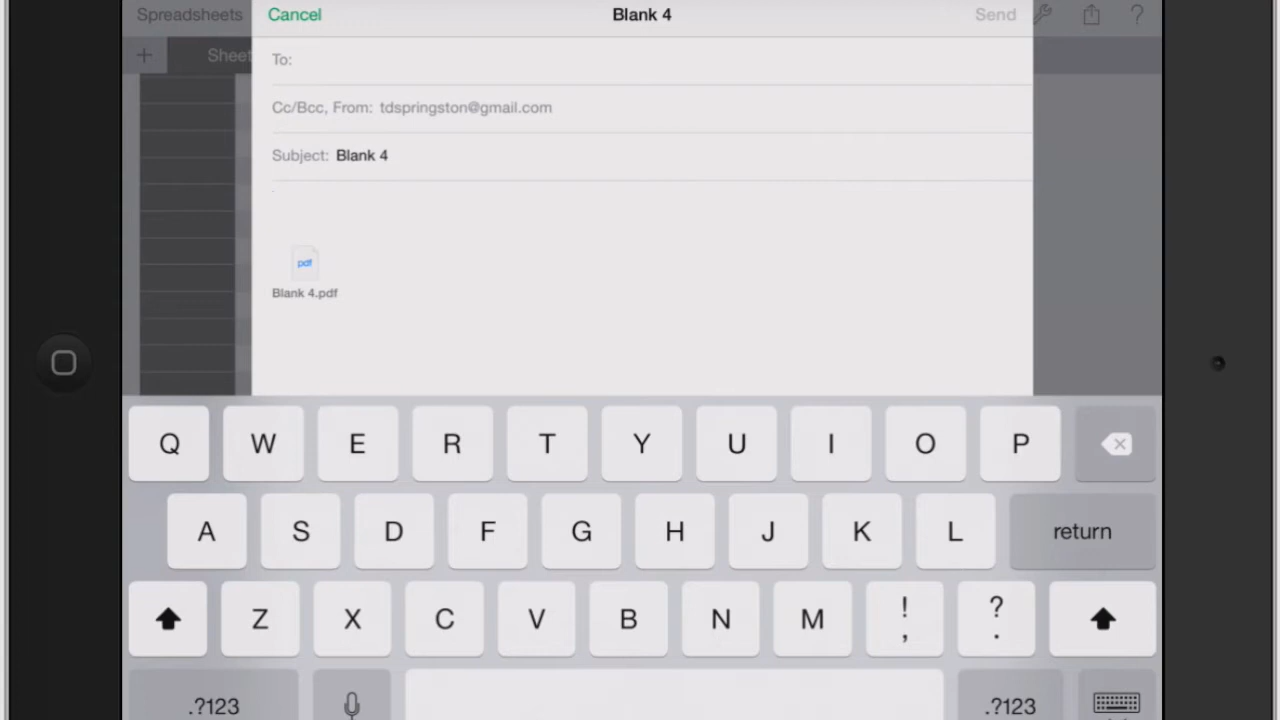 Spreadsheets Cancel Blank 4 Send ?
+ Sheet
To:
Cc/Bcc, From: tdspringston@gmail.com
Subject: Blank 4
pdf
Blank 4.pdf
Q W E R T Y U I O P
A S D F G H J K L return
Z X C V B N M ! , ? .
.?123 .?123